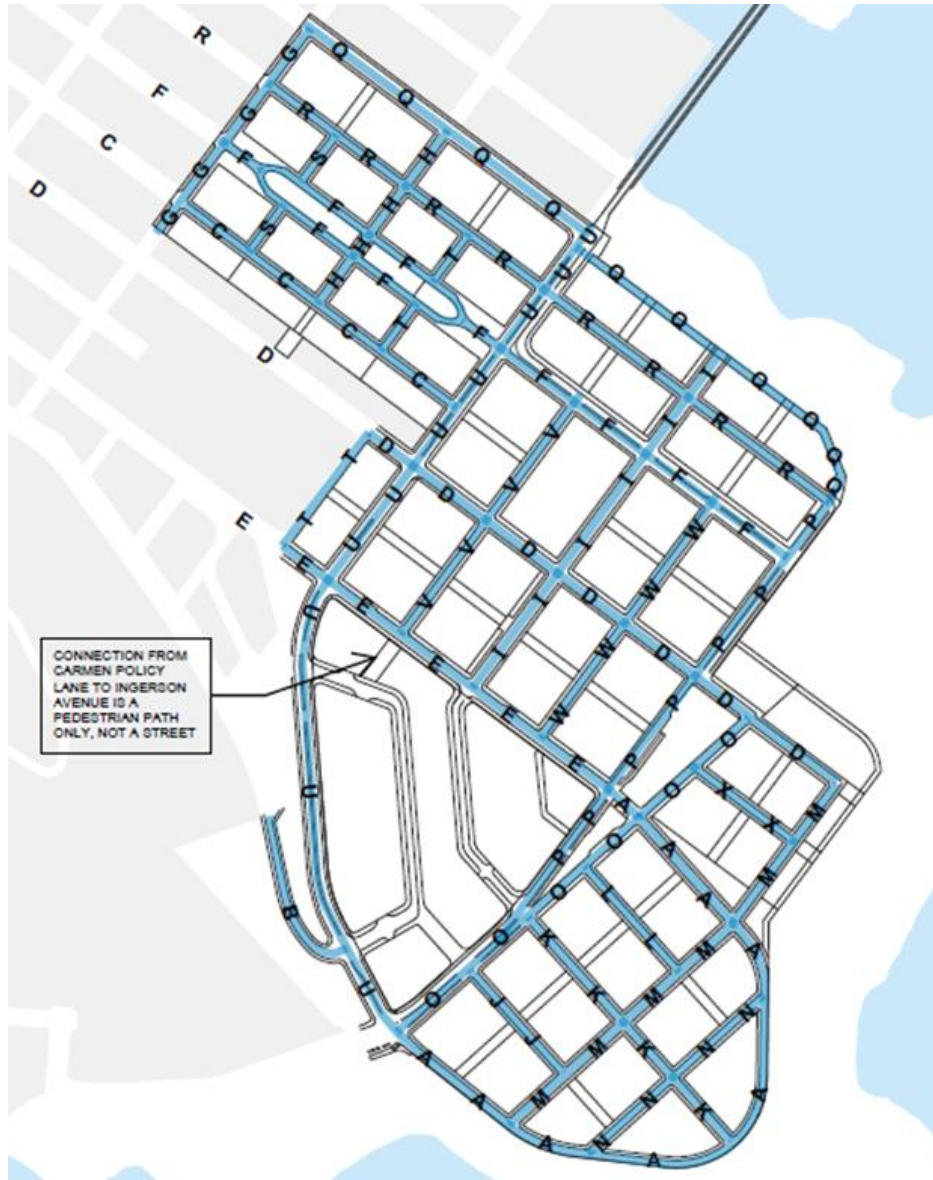 R
F
C
D
G G G G
Q Q Q Q Q Q Q Q Q Q
R R R R R R R R
S S
H H H H
F F F F F F F F F F
C C C C
D
U U U U U U U U U U
T T
D D D D D D D
E
E E E E E
V V V V
I I I I I
W W W W
P P P P P P P
CONNECTION FROM
CARMEN POLICY
LANE TO INGERSON
AVENUE IS A
PEDESTRIAN PATH
ONLY, NOT A STREET
O O O O O O
X X
M M M M M M
A A A A A A A A A
B
L L
K K K K
J J
N N N N